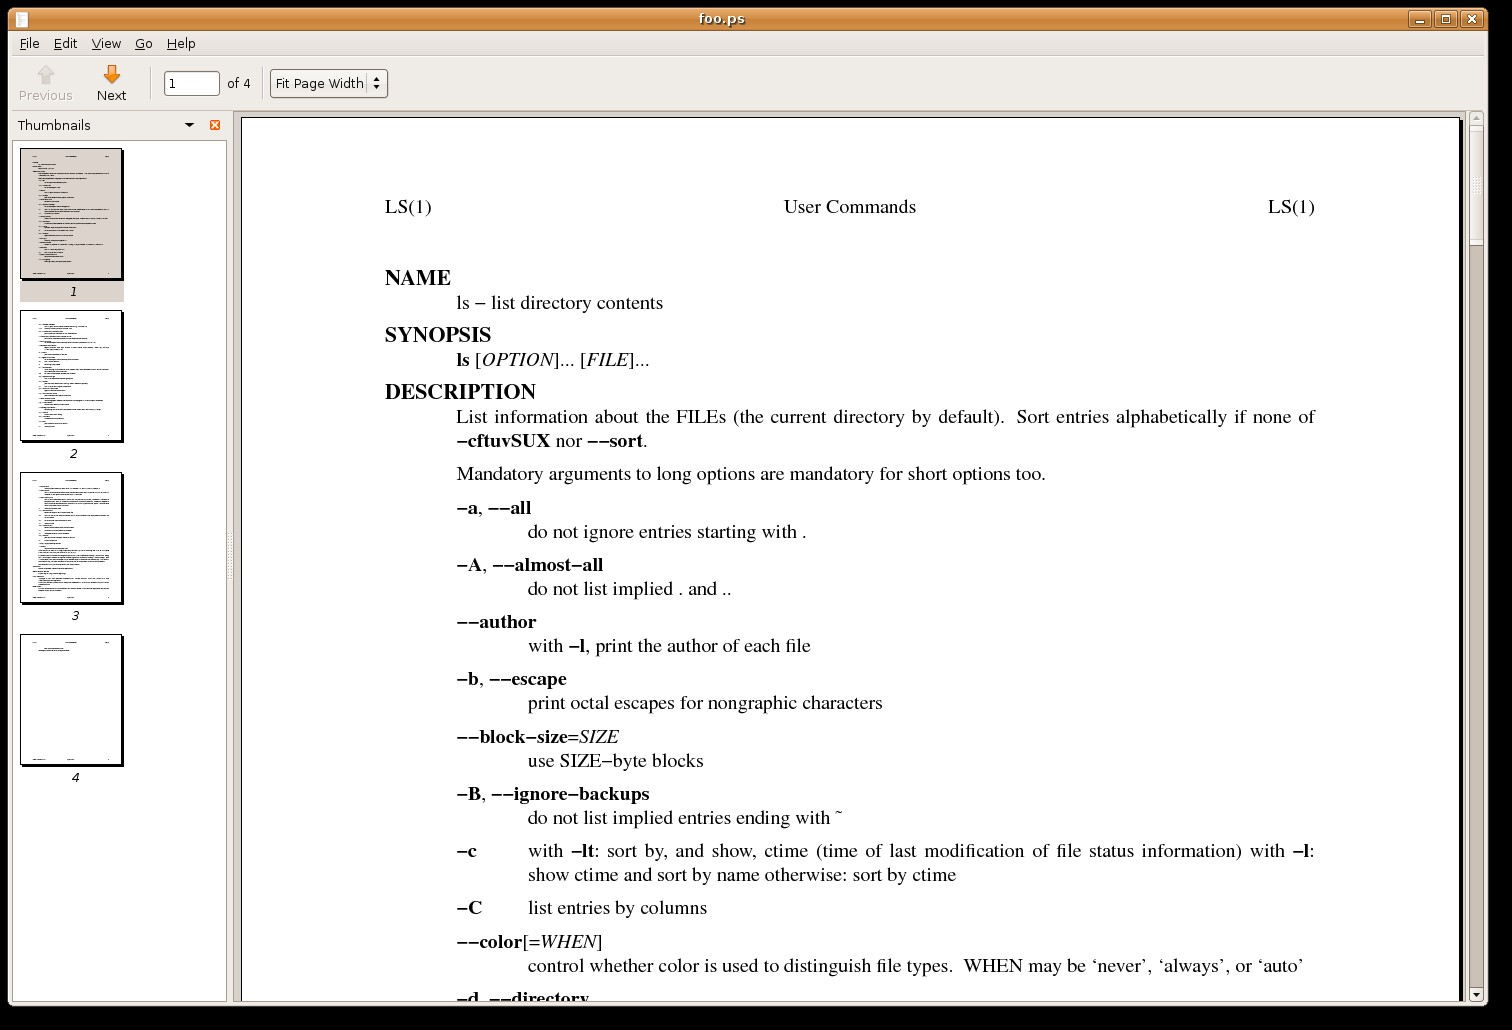 foo.ps
File Edit View Go Help
Previous Next 1 of 4 Fit Page Width
Thumbnails
1
2
3
4
LS(1) User Commands LS(1)
NAME
ls − list directory contents
SYNOPSIS
ls [OPTION]... [FILE]...
DESCRIPTION
List information about the FILEs (the current directory by default). Sort entries alphabetically if none of
−cftuvSUX nor −−sort.
Mandatory arguments to long options are mandatory for short options too.
−a, −−all
do not ignore entries starting with .
−A, −−almost−all
do not list implied . and ..
−−author
with −l, print the author of each file
−b, −−escape
print octal escapes for nongraphic characters
−−block−size=SIZE
use SIZE−byte blocks
−B, −−ignore−backups
do not list implied entries ending with ~
−c with −lt: sort by, and show, ctime (time of last modification of file status information) with −l:
show ctime and sort by name otherwise: sort by ctime
−C list entries by columns
−−color[=WHEN]
control whether color is used to distinguish file types. WHEN may be ‘never’, ‘always’, or ‘auto’
−d, −−directory